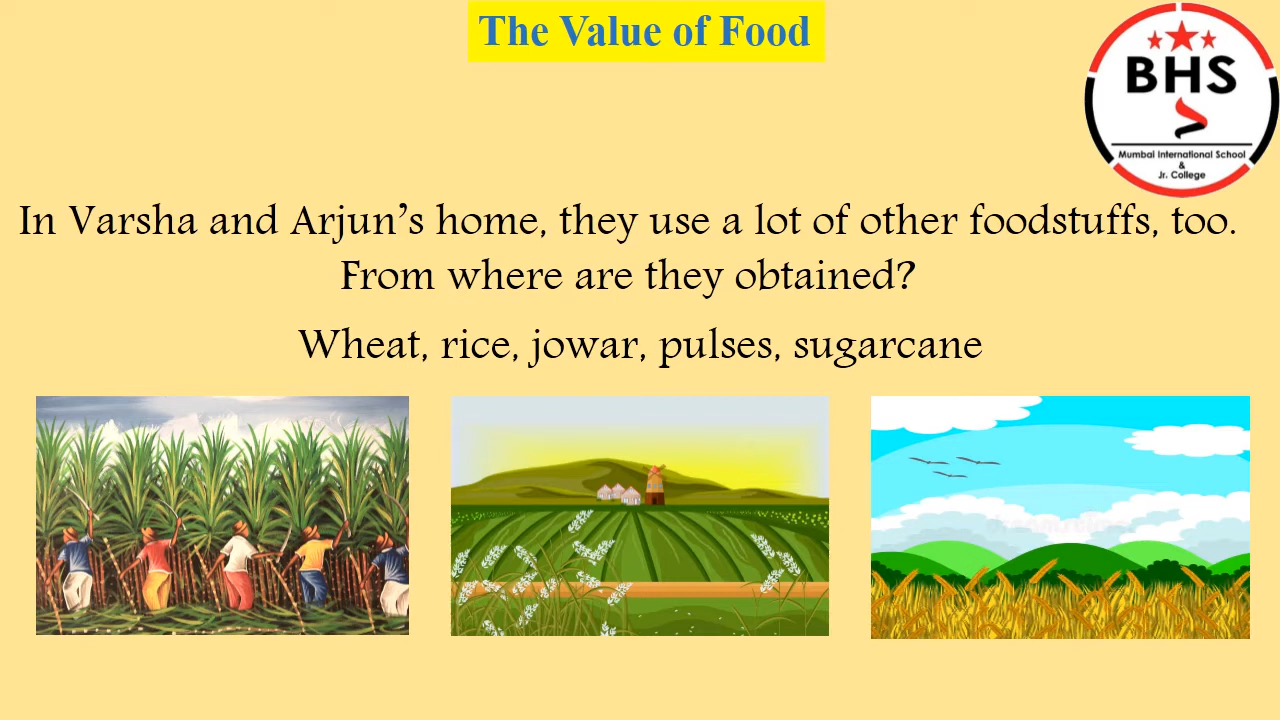 The Value of Food
BHS
Mumbai International School
&
Jr. College
In Varsha and Arjun's home, they use a lot of other foodstuffs, too.
From where are they obtained?
Wheat, rice, jowar, pulses, sugarcane